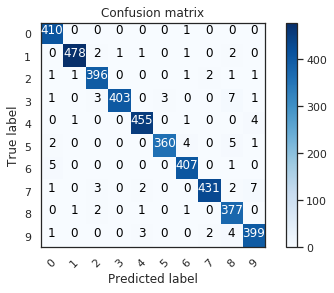 Confusion matrix
0 410 0 0 0 0 0 1 0 0 0
1 0 478 2 1 1 0 1 0 2 0
2 1 1 396 0 0 0 1 2 1 1
3 1 0 3 403 0 3 0 0 7 1
4 0 1 0 0 455 0 1 0 0 4
5 2 0 0 0 0 360 4 0 5 1
6 5 0 0 0 0 0 407 0 1 0
7 1 0 3 0 2 0 0 431 2 7
8 0 1 2 0 1 0 1 0 377 0
9 1 0 0 0 3 0 0 2 4 399
0 1 2 3 4 5 6 7 8 9
True label
Predicted label
400
300
200
100
0